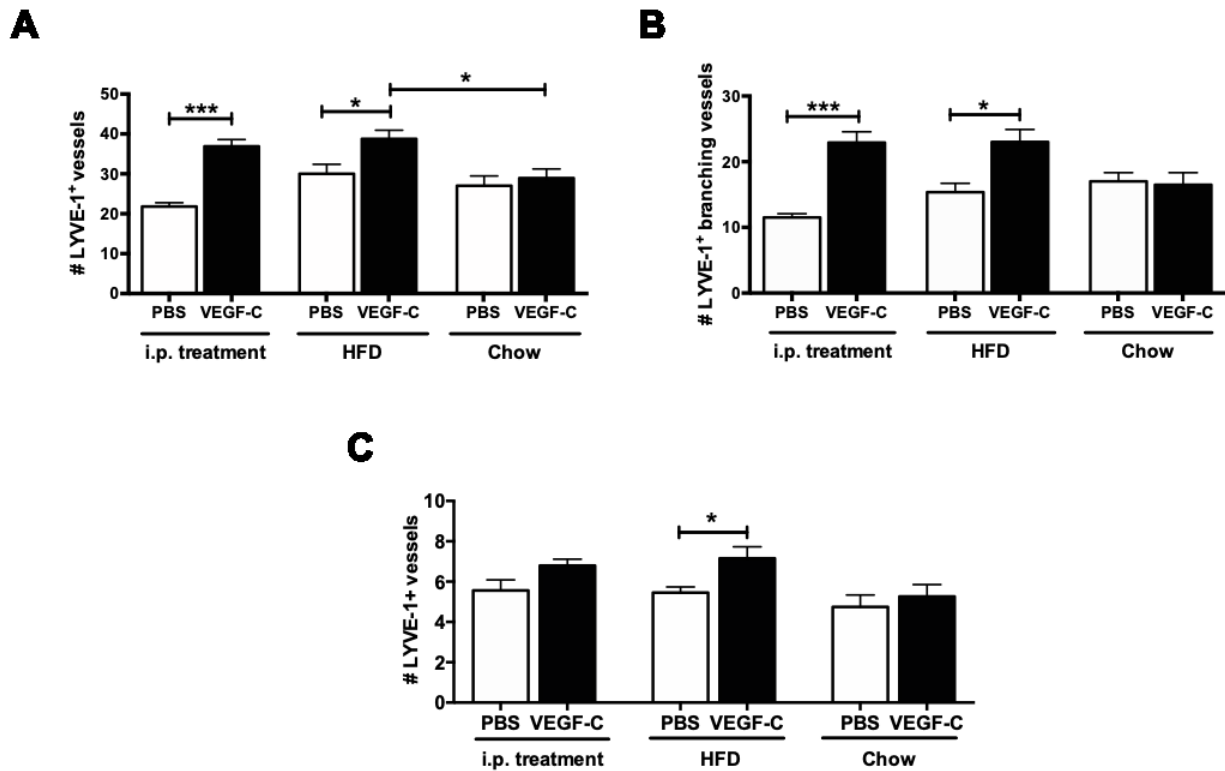 A
# LYVE-1⁺ vessels
50
40
30
20
10
0
***
*
*
PBS VEGF-C PBS VEGF-C PBS VEGF-C
i.p. treatment HFD Chow
B
# LYVE-1⁺ branching vessels
30
20
10
0
***
*
PBS VEGF-C PBS VEGF-C PBS VEGF-C
i.p. treatment HFD Chow
C
# LYVE-1+ vessels
10
8
6
4
2
0
*
PBS VEGF-C PBS VEGF-C PBS VEGF-C
i.p. treatment HFD Chow